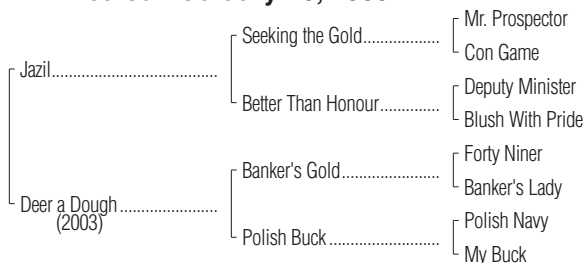 Mr. Prospector
Seeking the Gold
Con Game
Jazil
Deputy Minister
Better Than Honour
Blush With Pride
Forty Niner
Banker's Gold
Banker's Lady
Deer a Dough
(2003)
Polish Navy
Polish Buck
My Buck